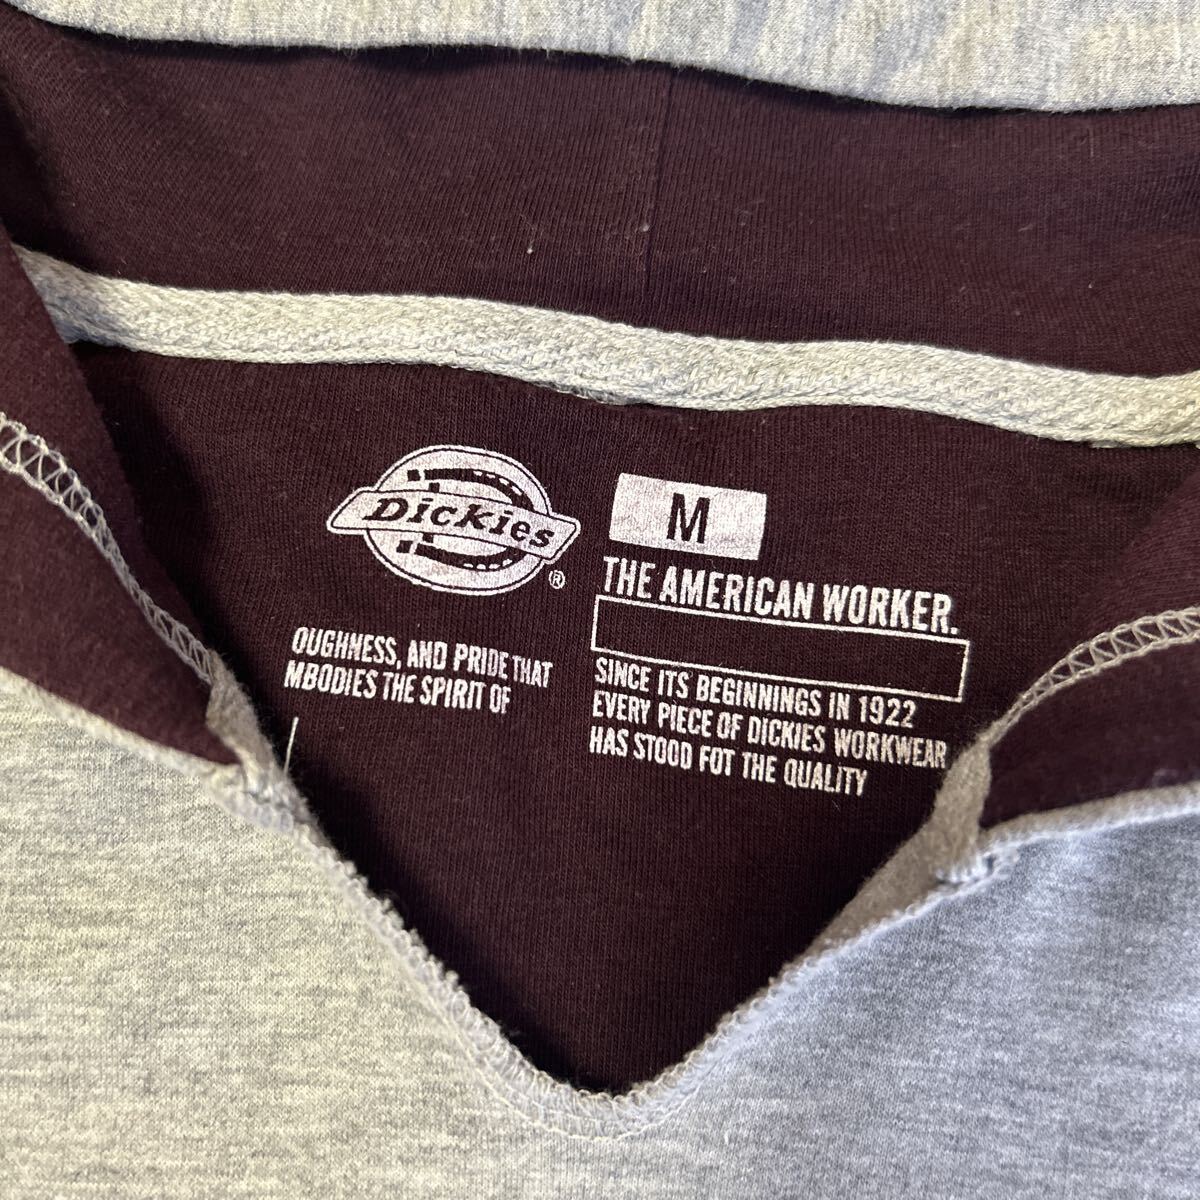 Dickies
®
M
THE AMERICAN WORKER.
SINCE ITS BEGINNINGS IN 1922
EVERY PIECE OF DICKIES WORKWEAR
HAS STOOD FOT THE QUALITY
OUGHNESS, AND PRIDE THAT
MBODIES THE SPIRIT OF